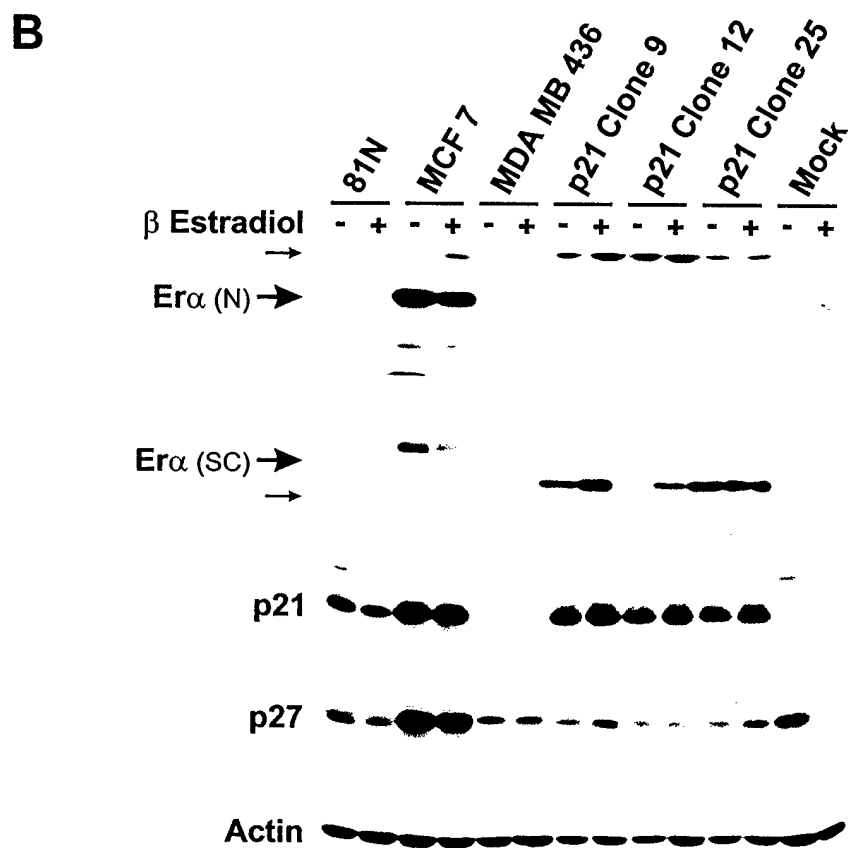 B
81N
MCF 7
MDA MB 436
p21 Clone 9
p21 Clone 12
p21 Clone 25
Mock
β Estradiol - + - + - + - + - + - + - +
Erα (N)
Erα (SC)
p21
p27
Actin